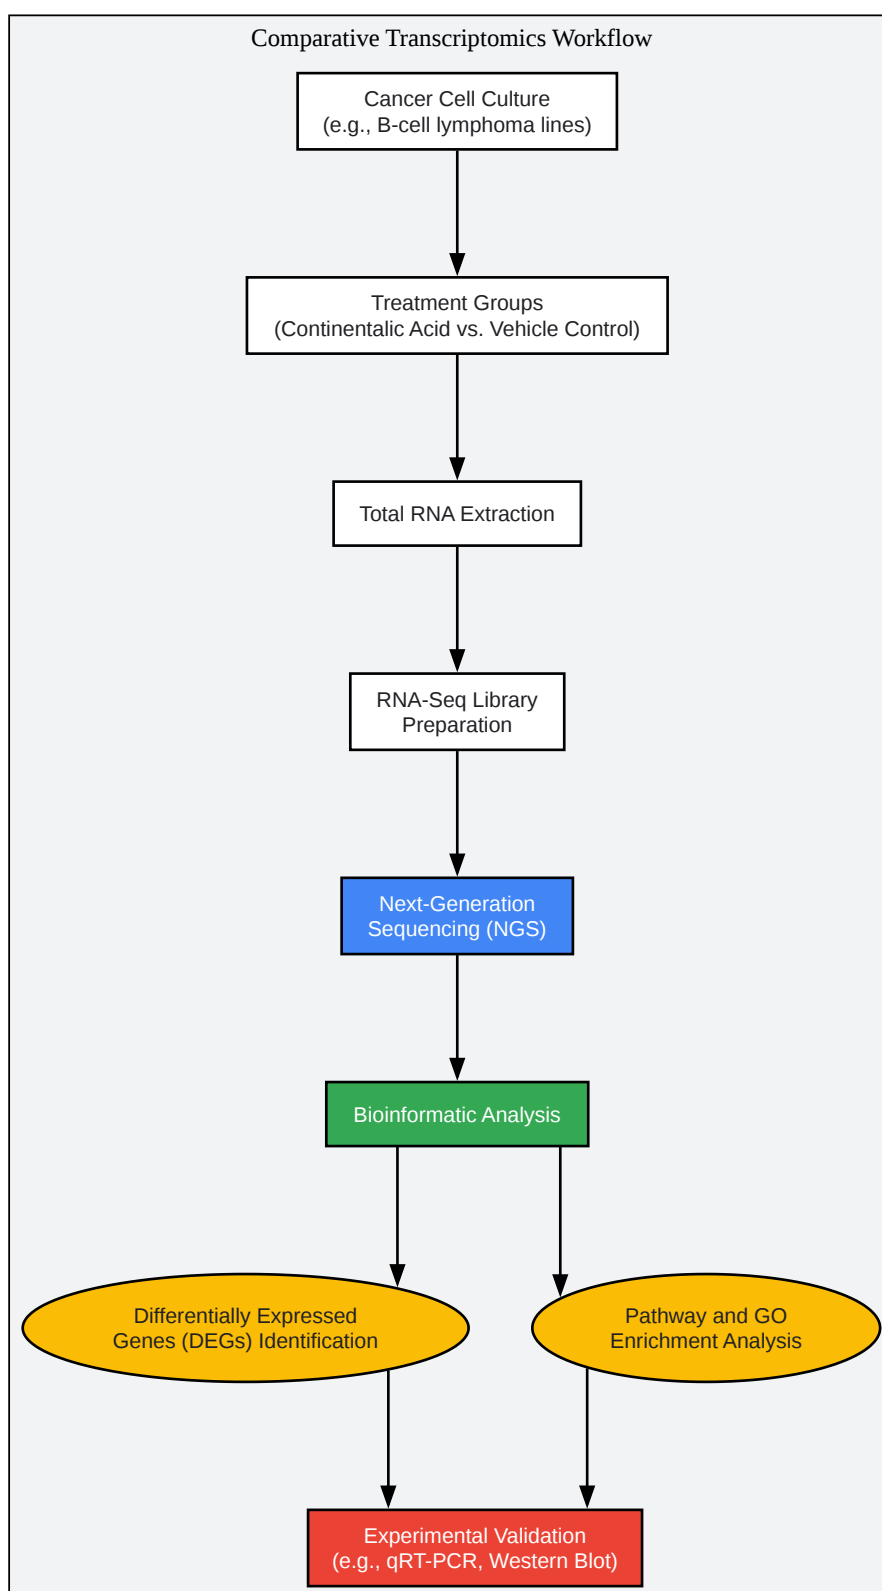 Comparative Transcriptomics Workflow
Cancer Cell Culture
(e.g., B-cell lymphoma lines)
Treatment Groups
(Continentalic Acid vs. Vehicle Control)
Total RNA Extraction
RNA-Seq Library
Preparation
Next-Generation
Sequencing (NGS)
Bioinformatic Analysis
Differentially Expressed
Genes (DEGs) Identification
Pathway and GO
Enrichment Analysis
Experimental Validation
(e.g., qRT-PCR, Western Blot)